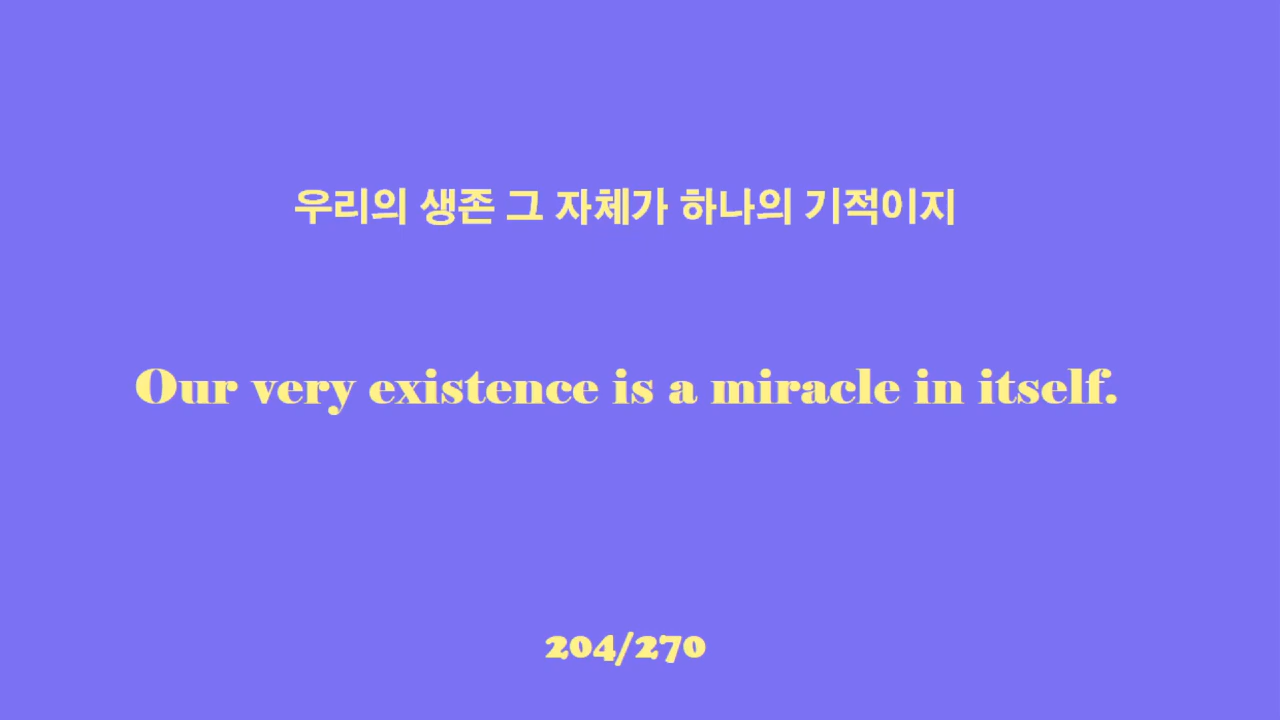 우리의 생존 그 자체가 하나의 기적이지
Our very existence is a miracle in itself.
204/270